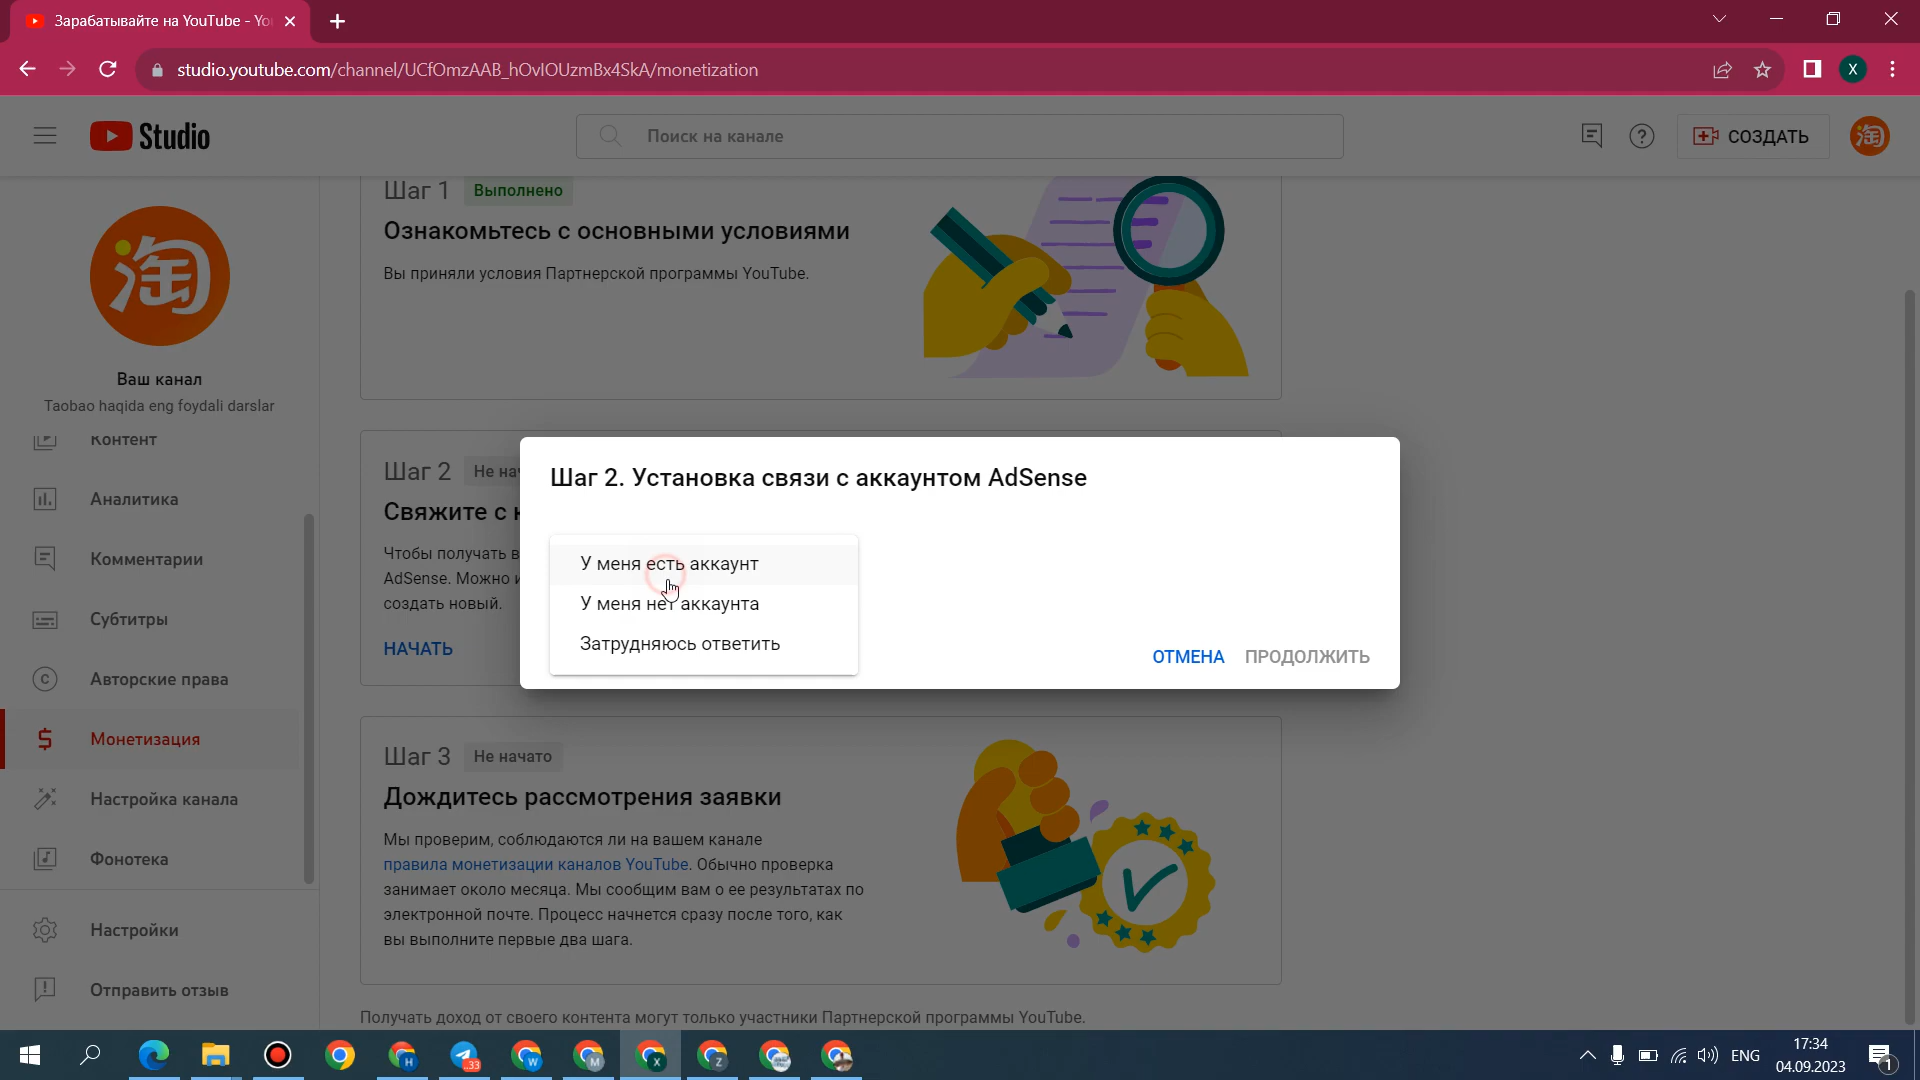 Зарабатывайте на YouTube - Yo
studio.youtube.com/channel/UCfOmzAAB_hOvIOUzmBx4SkA/monetization
X
Studio
Поиск на канале
СОЗДАТЬ
淘
淘
Ваш канал
Taobao haqida eng foydali darslar
Контент
Аналитика
Комментарии
Субтитры
Авторские права
Монетизация
Настройка канала
Фонотека
Настройки
Отправить отзыв
Шаг 1 Выполнено
Ознакомьтесь с основными условиями
Вы приняли условия Партнерской программы YouTube.
Шаг 2 Не нач
Свяжите с
Чтобы получать в
AdSense. Можно и
создать новый.
НАЧАТЬ
Шаг 2. Установка связи с аккаунтом AdSense
У меня есть аккаунт
У меня нет аккаунта
Затрудняюсь ответить
ОТМЕНА ПРОДОЛЖИТЬ
Шаг 3 Не начато
Дождитесь рассмотрения заявки
Мы проверим, соблюдаются ли на вашем канале
правила монетизации каналов YouTube. Обычно проверка
занимает около месяца. Мы сообщим вам о ее результатах по
электронной почте. Процесс начнется сразу после того, как
вы выполните первые два шага.
Получать доход от своего контента могут только участники Партнерской программы YouTube.
H
33
W
M
X
Z
ENG
17:34
04.09.2023
1